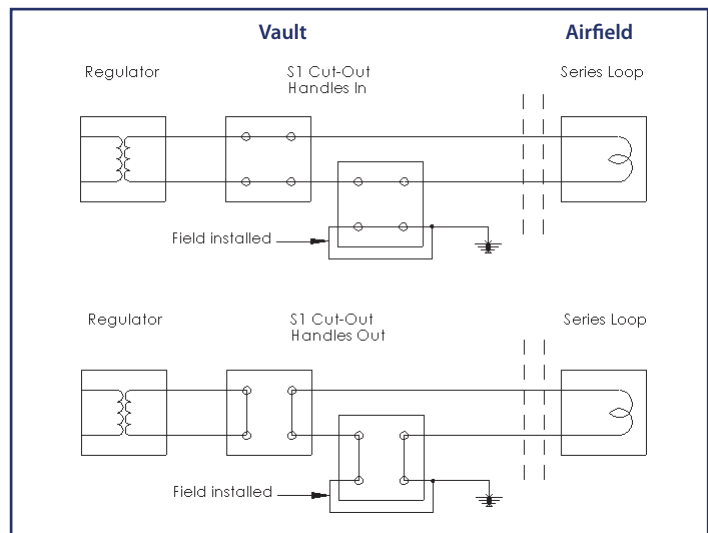 Vault
Airfield
Regulator
S1 Cut-Out
Handles In
Series Loop
Field installed
Regulator
S1 Cut-Out
Handles Out
Series Loop
Field installed